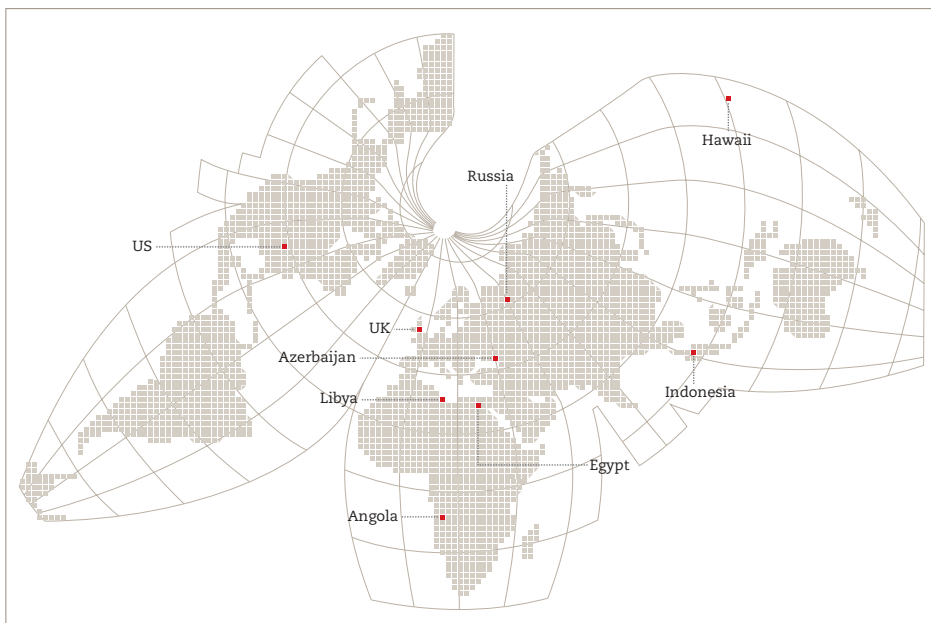 Hawaii
Russia
US
UK
Azerbaijan
Libya
Indonesia
Egypt
Angola